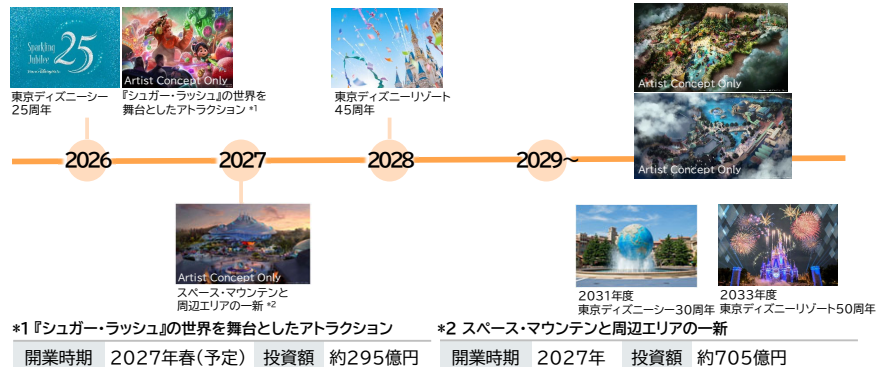 Sparkling
Jubilee
25
Artist Concept Only
東京ディズニーシー
25周年
『シュガー・ラッシュ』の世界を
舞台としたアトラクション *1
東京ディズニーリゾート
45周年
Artist Concept Only
Artist Concept Only
2026
2027
2028
2029～
Artist Concept Only
スペース・マウンテンと
周辺エリアの一新 *2
2031年度
東京ディズニーシー30周年
2033年度
東京ディズニーリゾート50周年
*1 『シュガー・ラッシュ』の世界を舞台としたアトラクション
開業時期 2027年春(予定) 投資額 約295億円
*2 スペース・マウンテンと周辺エリアの一新
開業時期 2027年 投資額 約705億円